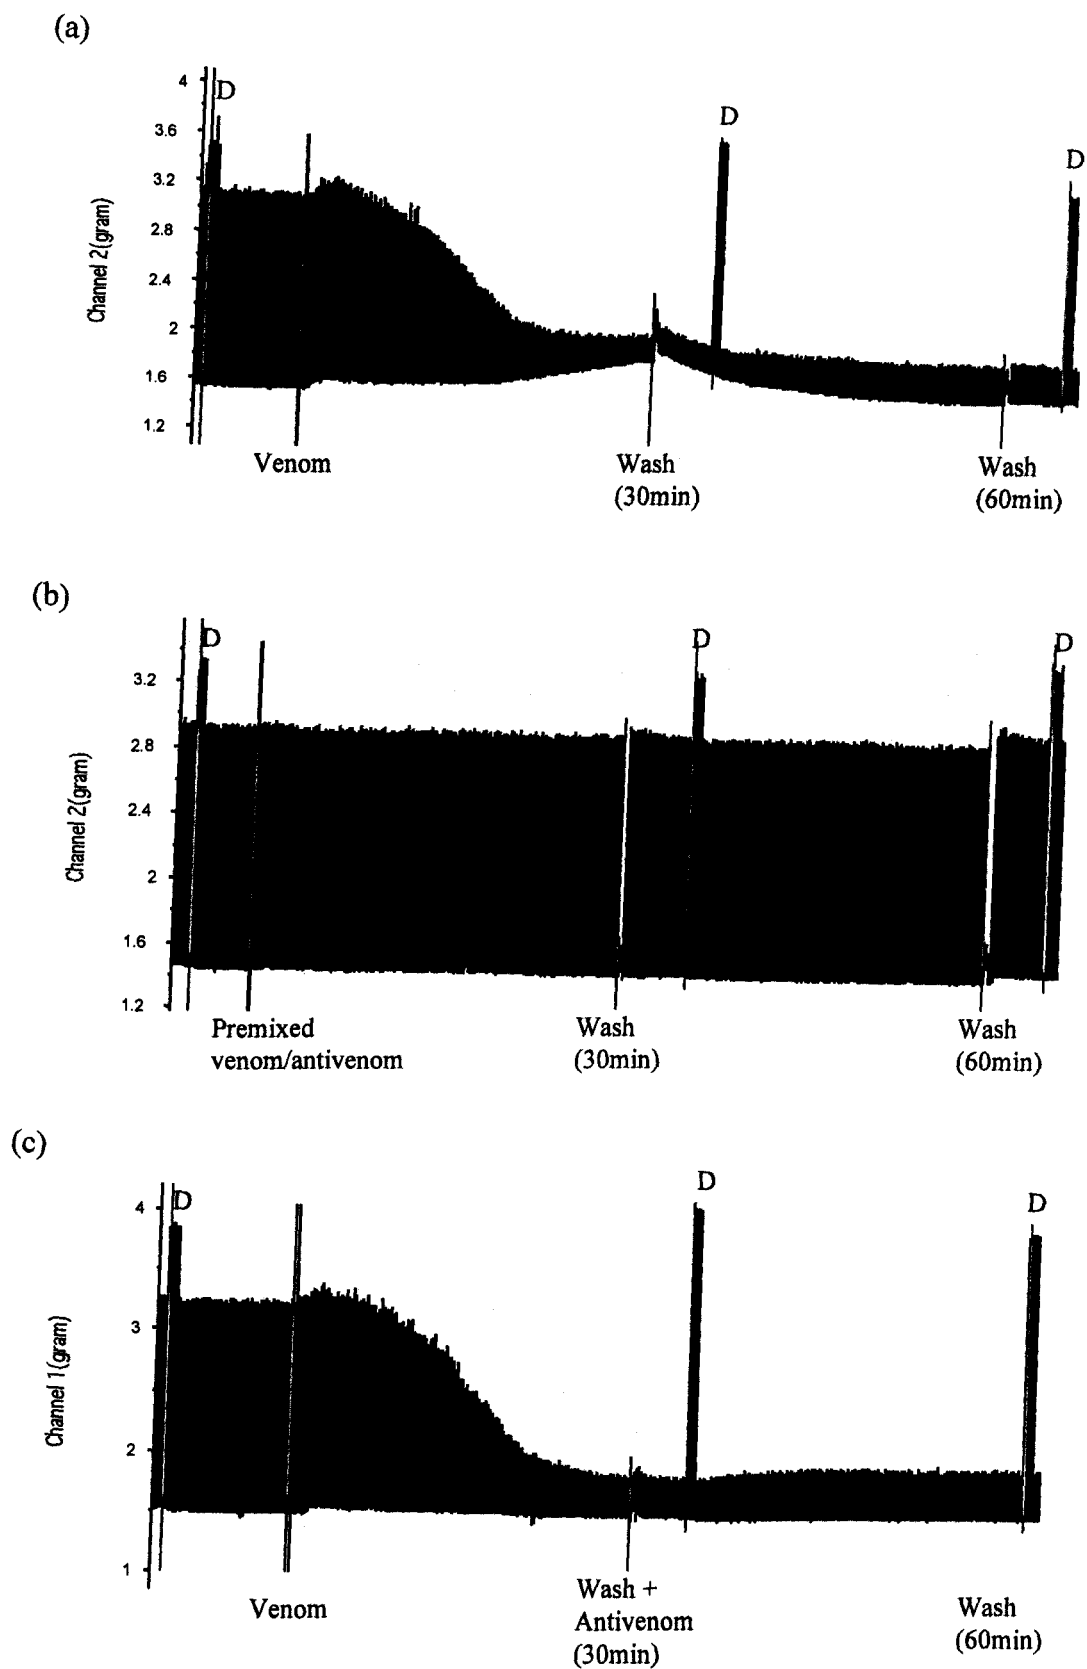 (a)
4
D
D
3.6
D
3.2
2.8
2.4
2
1.6
1.2
Channel 2(gram)
Venom
Wash
(30min)
Wash
(60min)
(b)
D
D
D
3.2
2.8
2.4
2
1.6
1.2
Channel 2(gram)
Premixed
venom/antivenom
Wash
(30min)
Wash
(60min)
(c)
4
D
D
D
3
2
1
Channel 1(gram)
Venom
Wash +
Antivenom
(30min)
Wash
(60min)